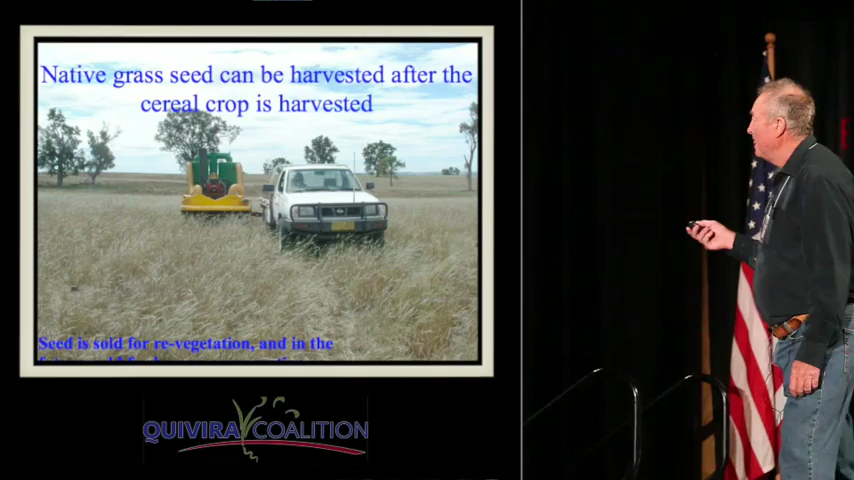 Native grass seed can be harvested after the
cereal crop is harvested
Seed is sold for re-vegetation, and in the
QUIVIRA COALITION